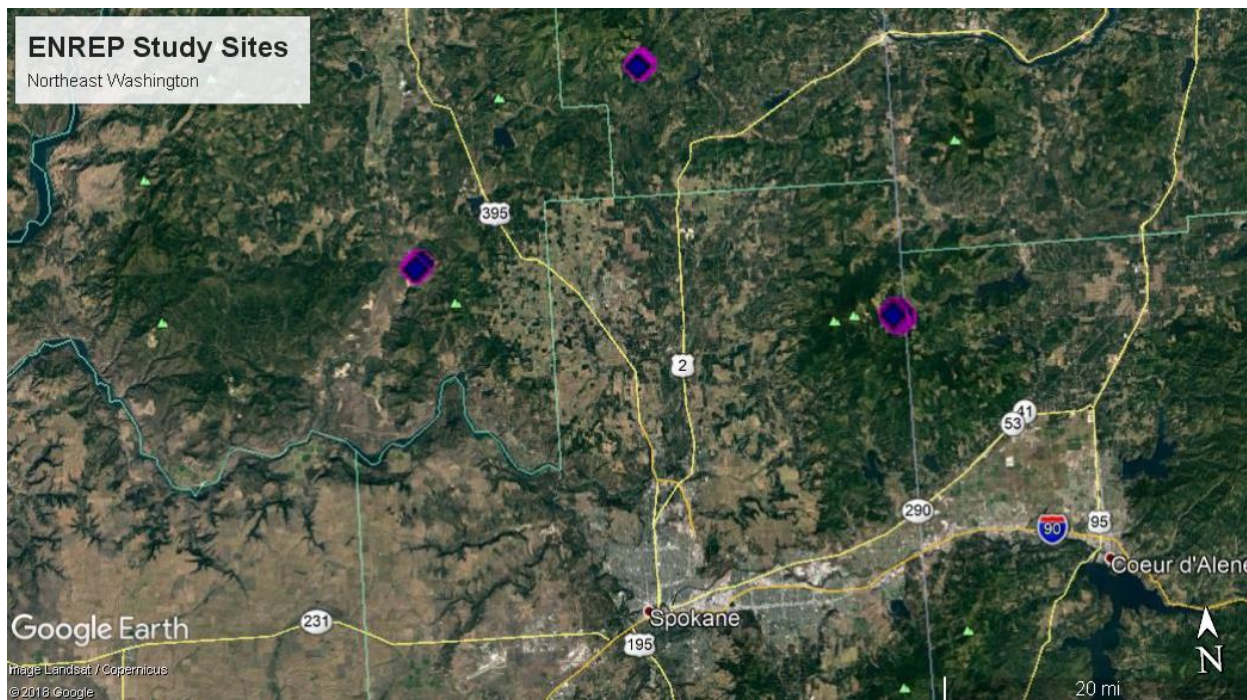 ENREP Study Sites
Northeast Washington
395
2
41
53
290
90
95
Coeur d'Alene
Spokane
231
195
Google Earth
Image Landsat / Copernicus
© 2018 Google
20 mi
N